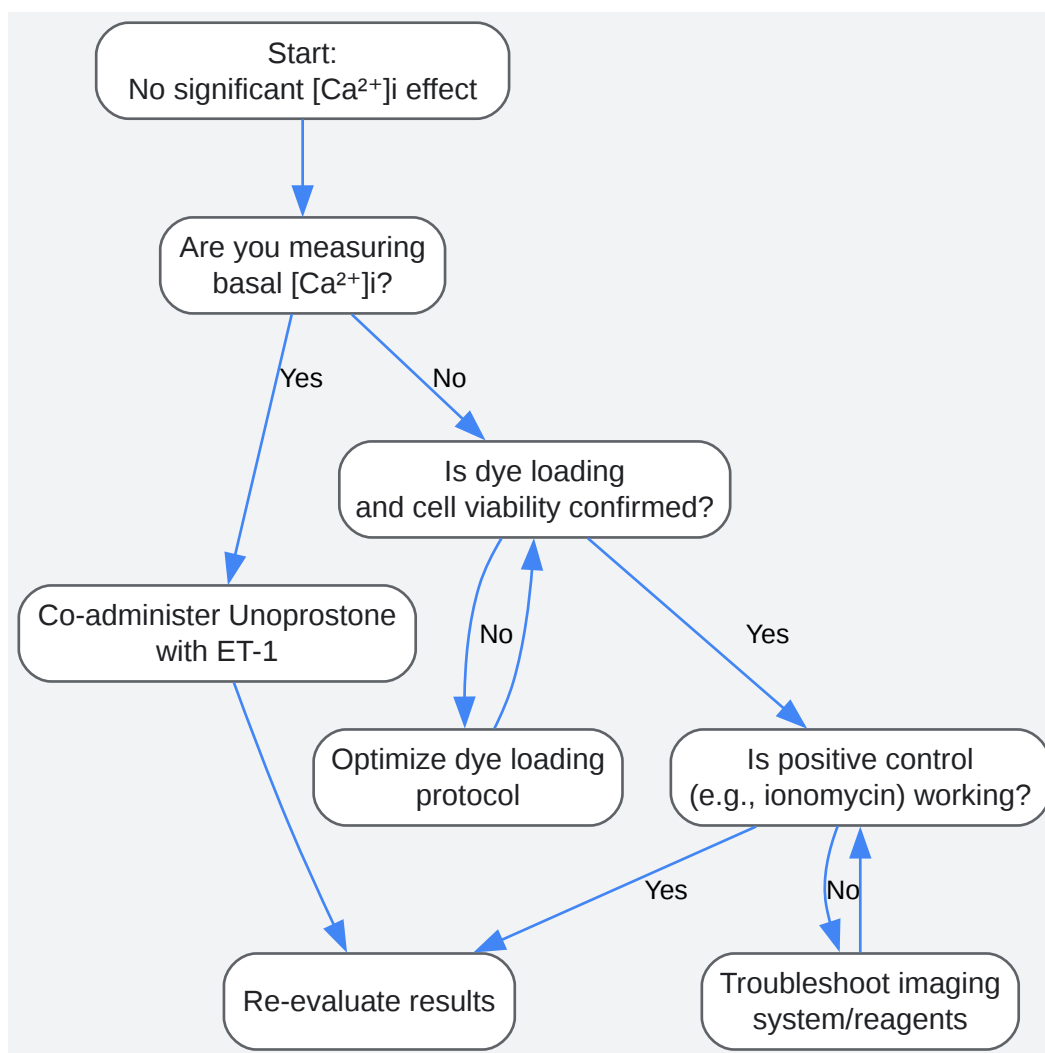 Start:
No significant [Ca²⁺]i effect
Are you measuring
basal [Ca²⁺]i?
Yes
No
Is dye loading
and cell viability confirmed?
Co-administer Unoprostone
with ET-1
No
Yes
Optimize dye loading
protocol
Is positive control
(e.g., ionomycin) working?
Yes
No
Re-evaluate results
Troubleshoot imaging
system/reagents